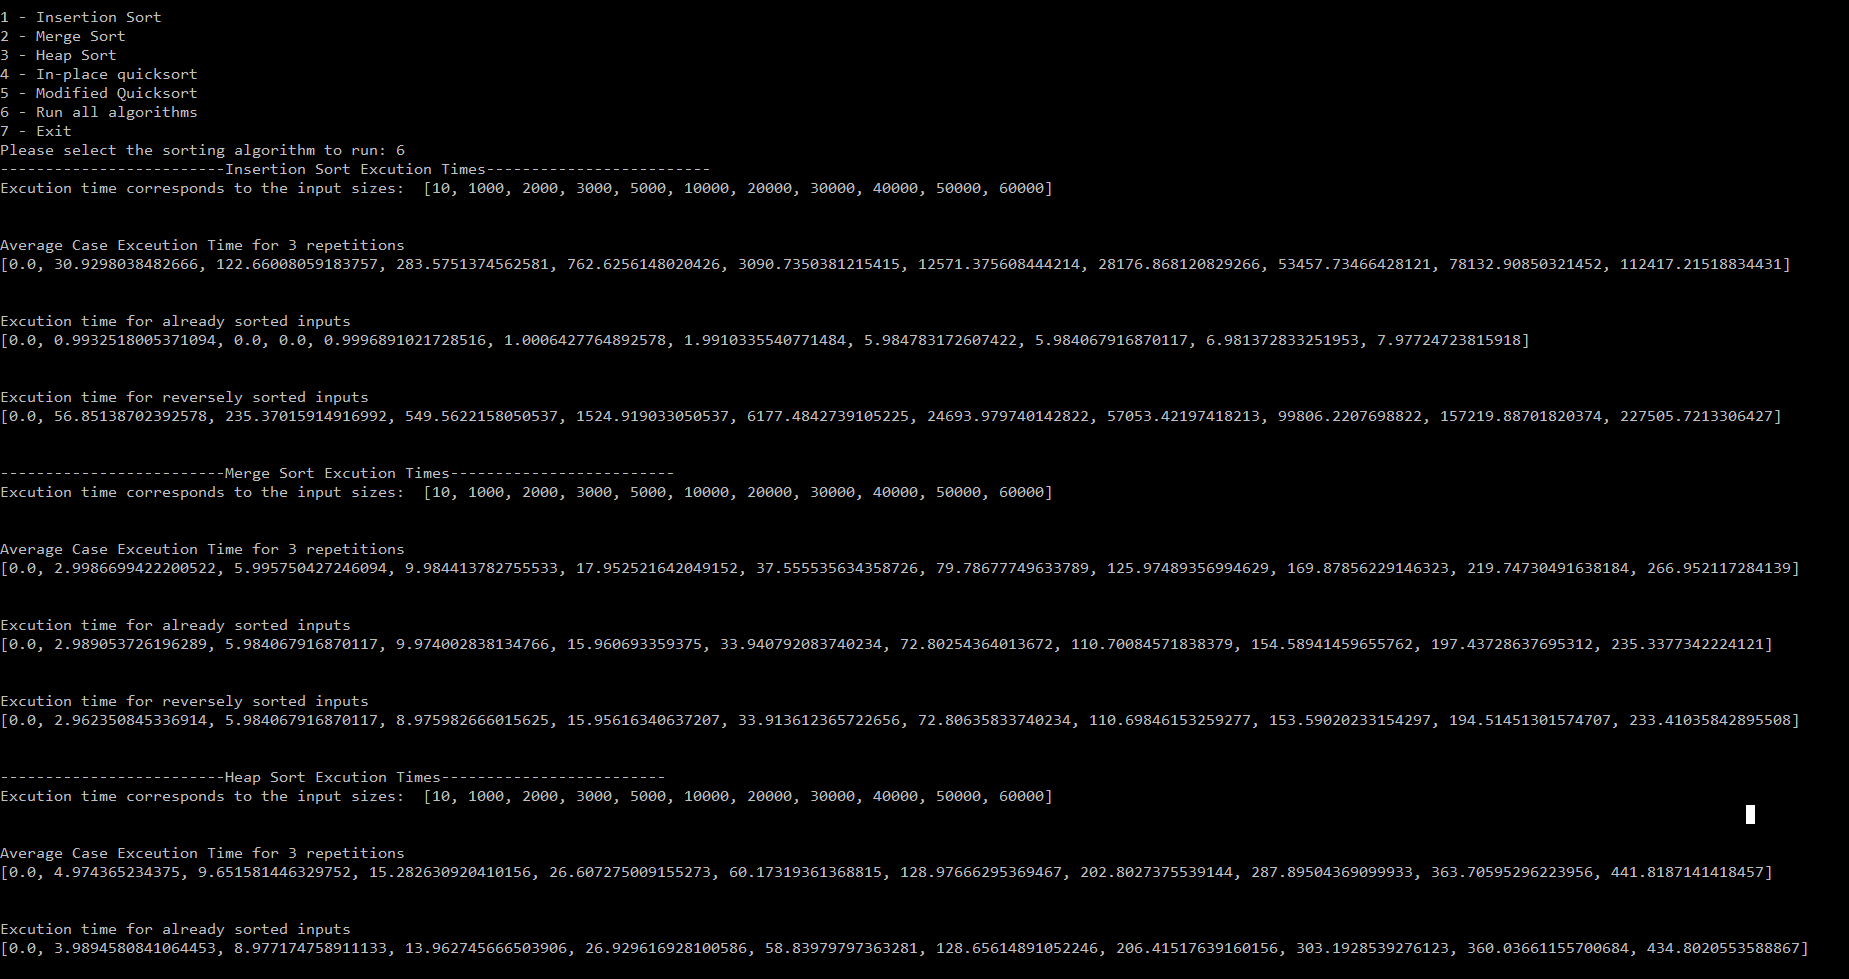 1 - Insertion Sort
2 - Merge Sort
3 - Heap Sort
4 - In-place quicksort
5 - Modified Quicksort
6 - Run all algorithms
7 - Exit
Please select the sorting algorithm to run: 6
-------------------------Insertion Sort Excution Times-------------------------
Excution time corresponds to the input sizes:  [10, 1000, 2000, 3000, 5000, 10000, 20000, 30000, 40000, 50000, 60000]
Average Case Exceution Time for 3 repetitions
[0.0, 30.9298038482666, 122.66008059183757, 283.5751374562581, 762.6256148020426, 3090.7350381215415, 12571.375608444214, 28176.868120829266, 53457.73466428121, 78132.90850321452, 112417.21518834431]
Excution time for already sorted inputs
[0.0, 0.9932518005371094, 0.0, 0.0, 0.9996891021728516, 1.0006427764892578, 1.9910335540771484, 5.984783172607422, 5.984067916870117, 6.981372833251953, 7.97724723815918]
Excution time for reversely sorted inputs
[0.0, 56.85138702392578, 235.37015914916992, 549.5622158050537, 1524.919033050537, 6177.4842739105225, 24693.979740142822, 57053.42197418213, 99806.2207698822, 157219.88701820374, 227505.7213306427]
-------------------------Merge Sort Excution Times-------------------------
Excution time corresponds to the input sizes:  [10, 1000, 2000, 3000, 5000, 10000, 20000, 30000, 40000, 50000, 60000]
Average Case Exceution Time for 3 repetitions
[0.0, 2.9986699422200522, 5.995750427246094, 9.984413782755533, 17.952521642049152, 37.555535634358726, 79.78677749633789, 125.97489356994629, 169.87856229146323, 219.74730491638184, 266.952117284139]
Excution time for already sorted inputs
[0.0, 2.989053726196289, 5.984067916870117, 9.974002838134766, 15.960693359375, 33.940792083740234, 72.80254364013672, 110.70084571838379, 154.58941459655762, 197.43728637695312, 235.3377342224121]
Excution time for reversely sorted inputs
[0.0, 2.962350845336914, 5.984067916870117, 8.975982666015625, 15.95616340637207, 33.913612365722656, 72.80635833740234, 110.69846153259277, 153.59020233154297, 194.51451301574707, 233.41035842895508]
-------------------------Heap Sort Excution Times-------------------------
Excution time corresponds to the input sizes:  [10, 1000, 2000, 3000, 5000, 10000, 20000, 30000, 40000, 50000, 60000]
Average Case Exceution Time for 3 repetitions
[0.0, 4.974365234375, 9.651581446329752, 15.282630920410156, 26.607275009155273, 60.17319361368815, 128.97666295369467, 202.8027375539144, 287.89504369099933, 363.70595296223956, 441.8187141418457]
Excution time for already sorted inputs
[0.0, 3.9894580841064453, 8.977174758911133, 13.962745666503906, 26.929616928100586, 58.83979797363281, 128.65614891052246, 206.41517639160156, 303.1928539276123, 360.03661155700684, 434.8020553588867]